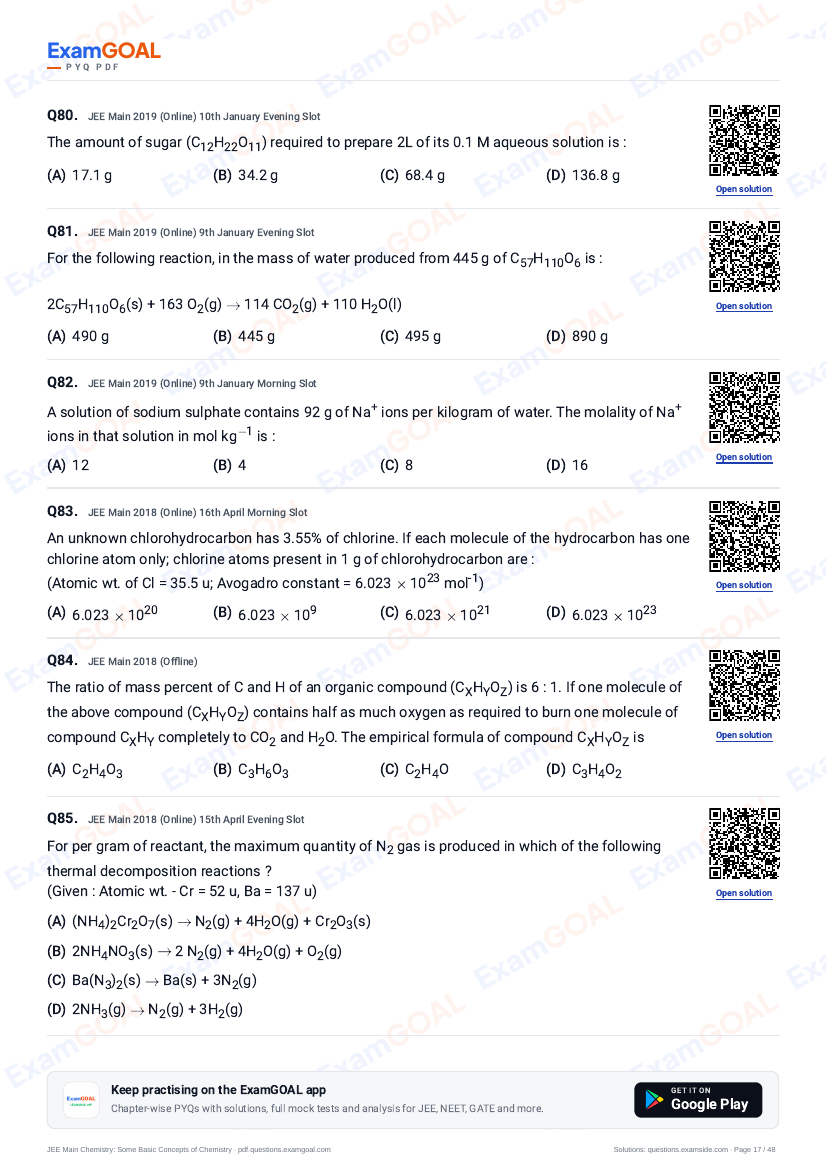 ExamGOAL
PYQ PDF
Q80. JEE Main 2019 (Online) 10th January Evening Slot
The amount of sugar (C₁₂H₂₂O₁₁) required to prepare 2L of its 0.1 M aqueous solution is :
(A) 17.1 g (B) 34.2 g (C) 68.4 g (D) 136.8 g
Open solution
Q81. JEE Main 2019 (Online) 9th January Evening Slot
For the following reaction, in the mass of water produced from 445 g of C₅₇H₁₁₀O₆ is :
2C₅₇H₁₁₀O₆(s) + 163 O₂(g) → 114 CO₂(g) + 110 H₂O(l)
(A) 490 g (B) 445 g (C) 495 g (D) 890 g
Open solution
Q82. JEE Main 2019 (Online) 9th January Morning Slot
A solution of sodium sulphate contains 92 g of Na⁺ ions per kilogram of water. The molality of Na⁺
ions in that solution in mol kg⁻¹ is :
(A) 12 (B) 4 (C) 8 (D) 16
Open solution
Q83. JEE Main 2018 (Online) 16th April Morning Slot
An unknown chlorohydrocarbon has 3.55% of chlorine. If each molecule of the hydrocarbon has one
chlorine atom only; chlorine atoms present in 1 g of chlorohydrocarbon are :
(Atomic wt. of Cl = 35.5 u; Avogadro constant = 6.023 × 10²³ mol⁻¹)
(A) 6.023 × 10²⁰ (B) 6.023 × 10⁹ (C) 6.023 × 10²¹ (D) 6.023 × 10²³
Open solution
Q84. JEE Main 2018 (Offline)
The ratio of mass percent of C and H of an organic compound (C_XH_YO_Z) is 6 : 1. If one molecule of
the above compound (C_XH_YO_Z) contains half as much oxygen as required to burn one molecule of
compound C_XH_Y completely to CO₂ and H₂O. The empirical formula of compound C_XH_YO_Z is
(A) C₂H₄O₃ (B) C₃H₆O₃ (C) C₂H₄O (D) C₃H₄O₂
Open solution
Q85. JEE Main 2018 (Online) 15th April Evening Slot
For per gram of reactant, the maximum quantity of N₂ gas is produced in which of the following
thermal decomposition reactions ?
(Given : Atomic wt. - Cr = 52 u, Ba = 137 u)
(A) (NH₄)₂Cr₂O₇(s) → N₂(g) + 4H₂O(g) + Cr₂O₃(s)
(B) 2NH₄NO₃(s) → 2 N₂(g) + 4H₂O(g) + O₂(g)
(C) Ba(N₃)₂(s) → Ba(s) + 3N₂(g)
(D) 2NH₃(g) → N₂(g) + 3H₂(g)
Open solution
ExamGOAL
Keep practising on the ExamGOAL app
Chapter-wise PYQs with solutions, full mock tests and analysis for JEE, NEET, GATE and more.
GET IT ON
Google Play
JEE Main Chemistry: Some Basic Concepts of Chemistry · pdf.questions.examgoal.com
Solutions: questions.examside.com · Page 17 / 48